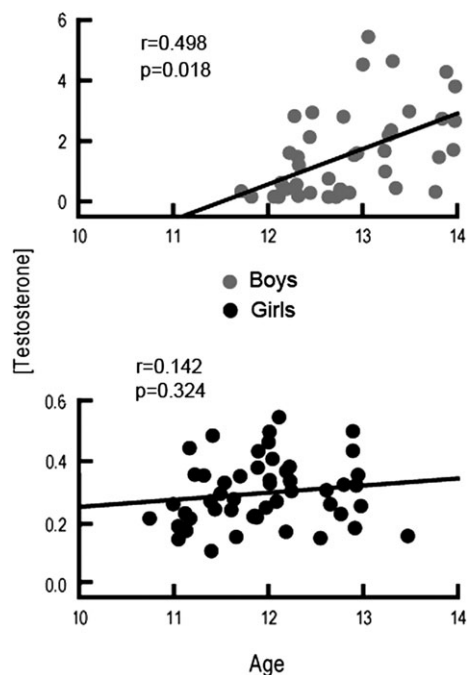 6
r=0.498
p=0.018
4
2
0
10 11 12 13 14
Boys
Girls
[Testosterone]
r=0.142
p=0.324
0.6
0.4
0.2
0.0
10 11 12 13 14
Age